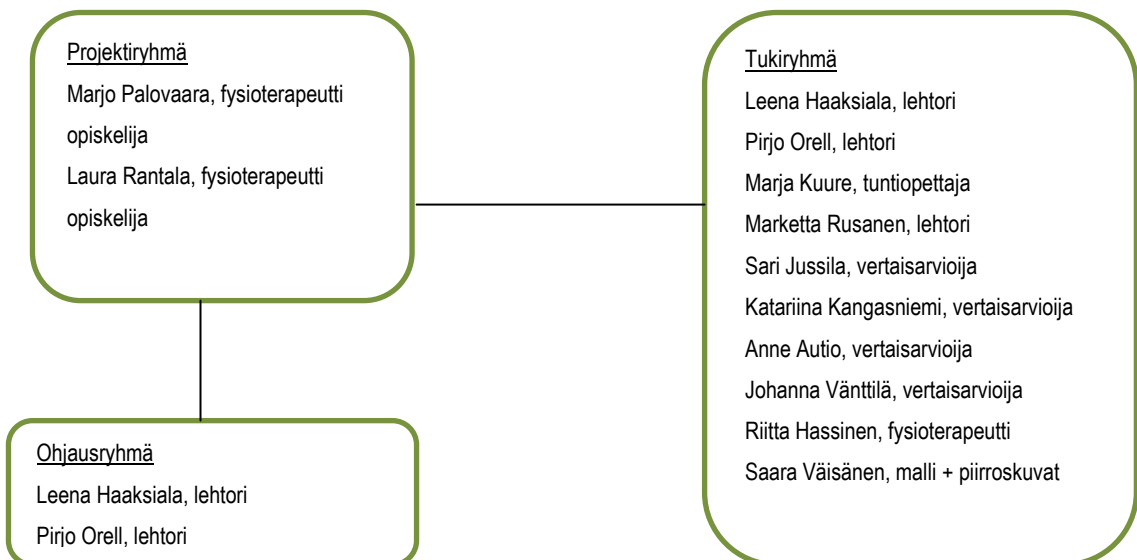 Projektiryhmä
Marjo Palovaara, fysioterapeutti
opiskelija
Laura Rantala, fysioterapeutti
opiskelija
Ohjausryhmä
Leena Haaksiala, lehtori
Pirjo Orell, lehtori
Tukiryhmä
Leena Haaksiala, lehtori
Pirjo Orell, lehtori
Marja Kuure, tuntiopettaja
Marketta Rusanen, lehtori
Sari Jussila, vertaisarvioija
Katariina Kangasniemi, vertaisarvioija
Anne Autio, vertaisarvioija
Johanna Vänttilä, vertaisarvioija
Riitta Hassinen, fysioterapeutti
Saara Väisänen, malli + piirroskuvat